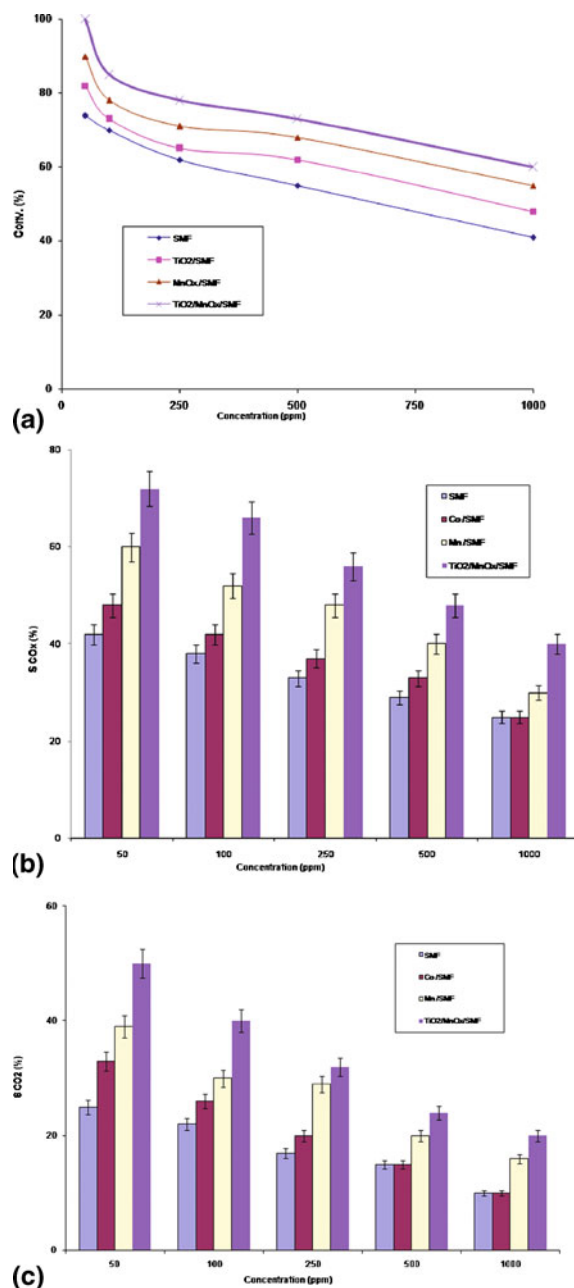 100
80
60
40
20
0
Conv. (%)
SMF
TiO2/SMF
MnOx/SMF
TiO2/MnOx/SMF
0 250 500 750 1000
Concentration (ppm)
(a)
80
60
40
20
0
S COx (%)
SMF
Co/SMF
Mn/SMF
TiO2/MnOx/SMF
50 100 250 500 1000
Concentration (ppm)
(b)
60
40
20
0
S CO2 (%)
SMF
Co/SMF
Mn/SMF
TiO2/MnOx/SMF
50 100 250 500 1000
Concentration (ppm)
(c)